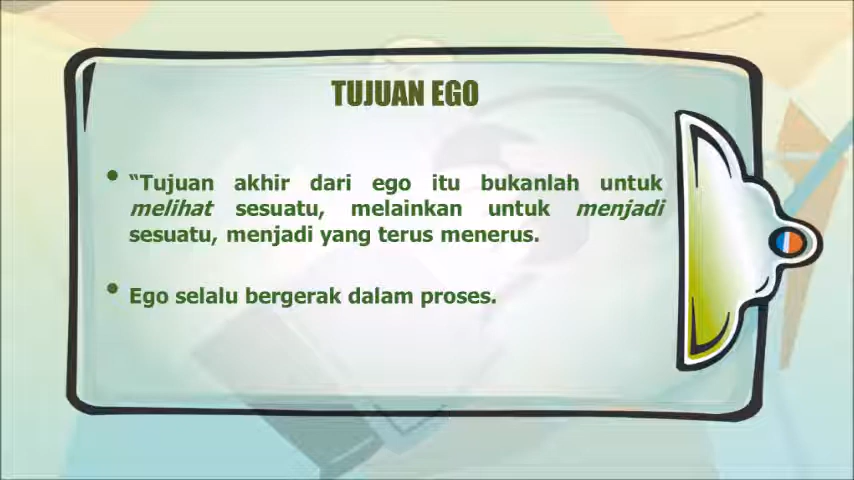 TUJUAN EGO
• “Tujuan akhir dari ego itu bukanlah untuk
melihat sesuatu, melainkan untuk menjadi
sesuatu, menjadi yang terus menerus.
• Ego selalu bergerak dalam proses.